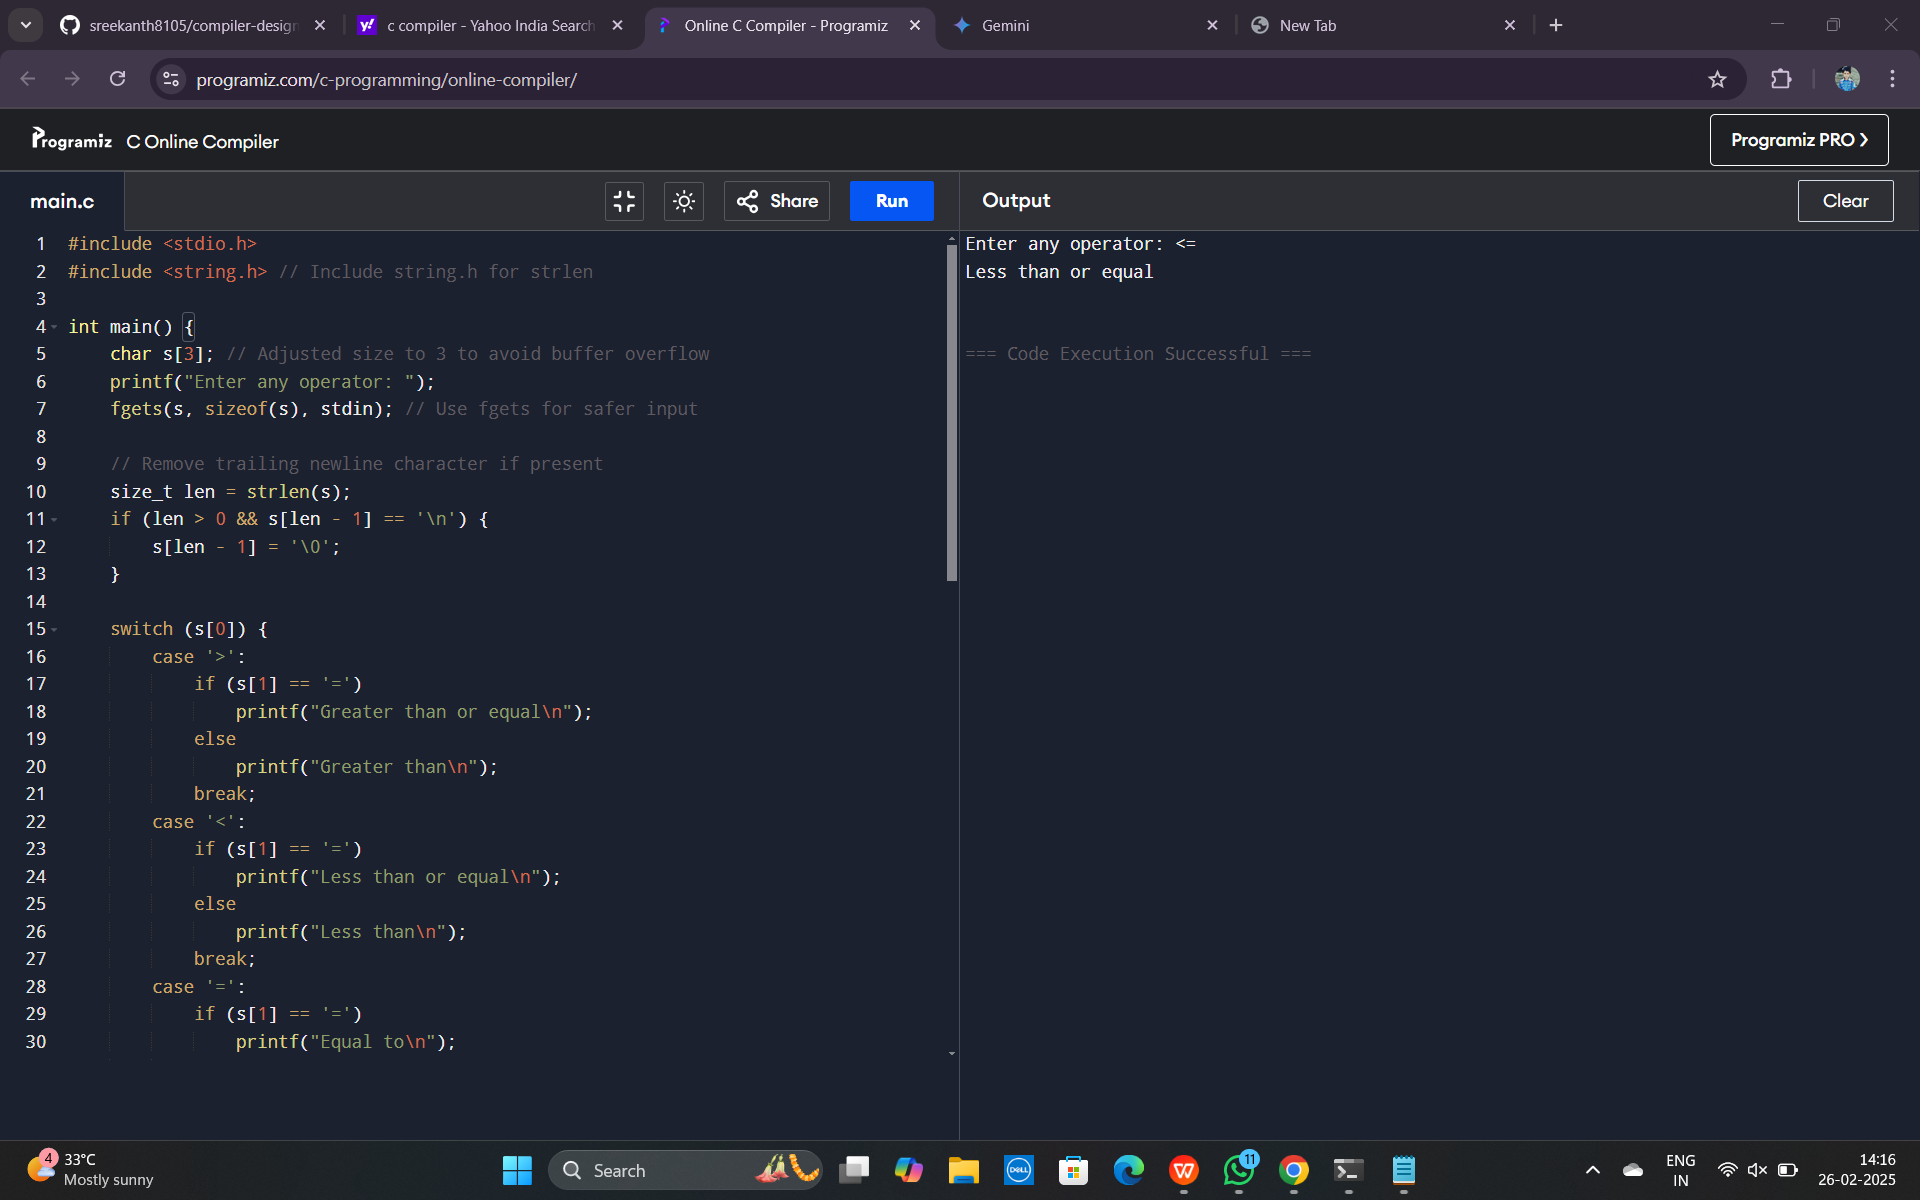 sreekanth8105/compiler-design
c compiler - Yahoo India Search
Online C Compiler - Programiz
Gemini
New Tab
programiz.com/c-programming/online-compiler/
Programiz C Online Compiler
Programiz PRO
main.c
Share
Run
Output
Clear
1 #include <stdio.h>
2 #include <string.h> // Include string.h for strlen
3
4 int main() {
5 char s[3]; // Adjusted size to 3 to avoid buffer overflow
6 printf("Enter any operator: ");
7 fgets(s, sizeof(s), stdin); // Use fgets for safer input
8
9 // Remove trailing newline character if present
10 size_t len = strlen(s);
11 if (len > 0 && s[len - 1] == '\n') {
12 s[len - 1] = '\0';
13 }
14
15 switch (s[0]) {
16 case '>':
17 if (s[1] == '=')
18 printf("Greater than or equal\n");
19 else
20 printf("Greater than\n");
21 break;
22 case '<':
23 if (s[1] == '=')
24 printf("Less than or equal\n");
25 else
26 printf("Less than\n");
27 break;
28 case '=':
29 if (s[1] == '=')
30 printf("Equal to\n");
Enter any operator: <=
Less than or equal
=== Code Execution Successful ===
4
33°C
Mostly sunny
Search
DELL
11
ENG
IN
14:16
26-02-2025